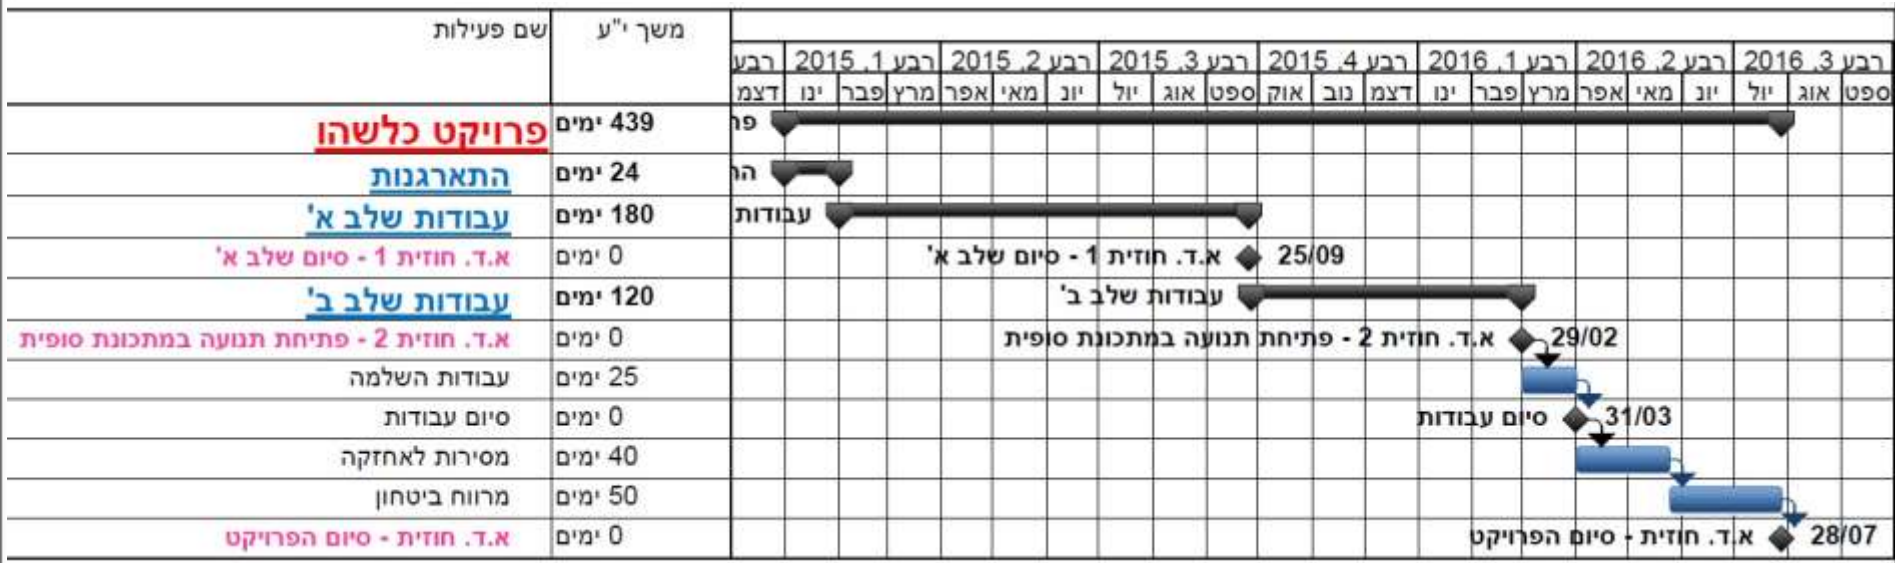 שם פעילות משך י"ע
רבע רבע 1, 2015 רבע 2, 2015 רבע 3, 2015 רבע 4, 2015 רבע 1, 2016 רבע 2, 2016 רבע 3, 2016
דצמ ינו פבר מרץ אפר מאי יונ יול אוג ספט אוק נוב דצמ ינו פבר מרץ אפר מאי יונ יול אוג ספט
פרויקט כלשהו 439 ימים פר
התארגנות 24 ימים הר
עבודות שלב א' 180 ימים עבודות
א.ד. חוזית 1 - סיום שלב א' 0 ימים א.ד. חוזית 1 - סיום שלב א' 25/09
עבודות שלב ב' 120 ימים עבודות שלב ב'
א.ד. חוזית 2 - פתיחת תנועה במתכונת סופית 0 ימים א.ד. חוזית 2 - פתיחת תנועה במתכונת סופית 29/02
עבודות השלמה 25 ימים
סיום עבודות 0 ימים סיום עבודות 31/03
מסירות לאחזקה 40 ימים
מרווח ביטחון 50 ימים
א.ד. חוזית - סיום הפרויקט 0 ימים א.ד. חוזית - סיום הפרויקט 28/07